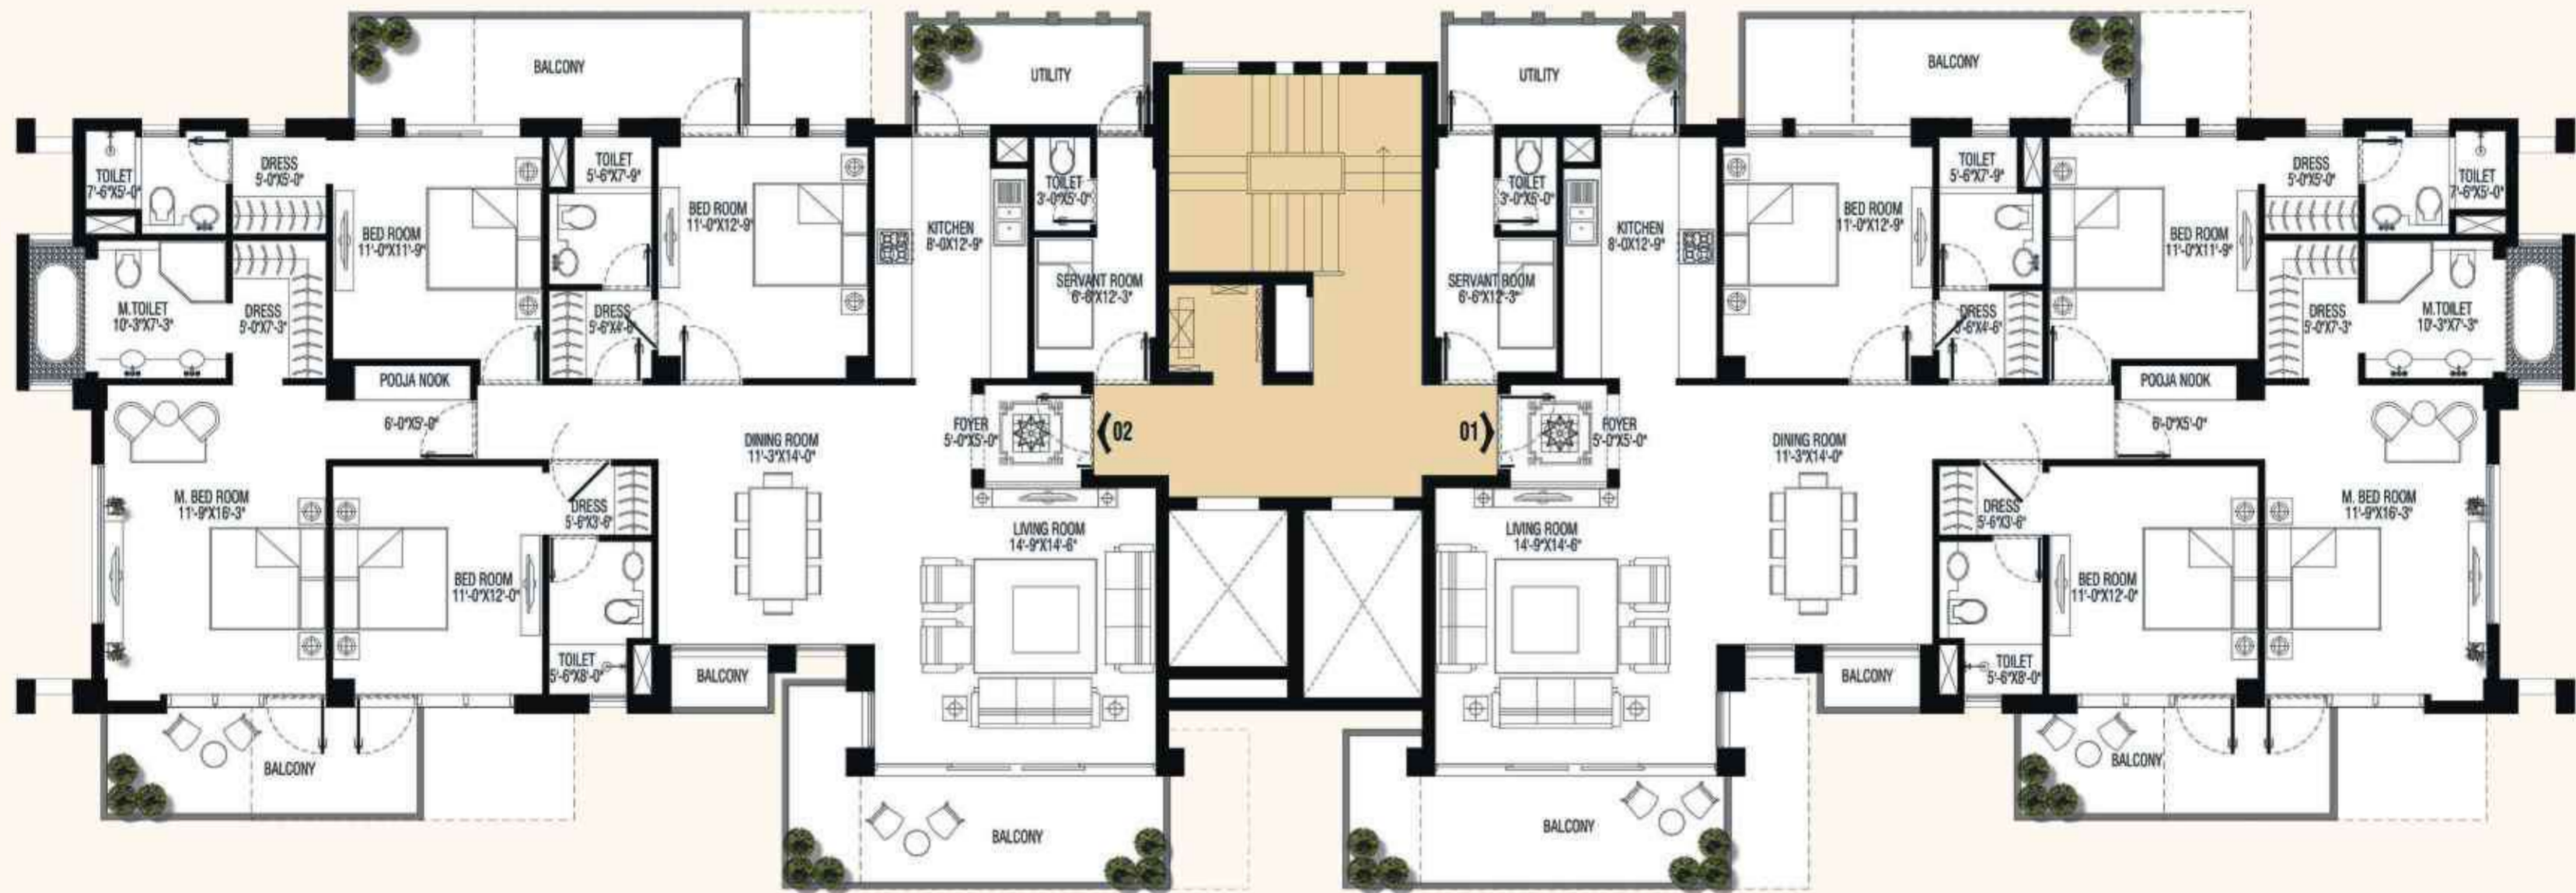 BALCONY
UTILITY
UTILITY
BALCONY
TOILET
7'-6"X5'-0"
DRESS
5'-0"X5'-0"
BED ROOM
11'-0"X11'-9"
TOILET
5'-6"X7'-9"
BED ROOM
11'-0"X12'-9"
KITCHEN
8'-0X12'-9"
TOILET
3'-0"X5'-0"
SERVANT ROOM
6'-6"X12'-3"
M.TOILET
10'-3"X7'-3"
DRESS
5'-0"X7'-3"
DRESS
5'-6"X4'-6"
POOJA NOOK
6'-0"X5'-0"
TOILET
3'-0"X5'-0"
SERVANT ROOM
6'-6"X12'-3"
KITCHEN
8'-0X12'-9"
BED ROOM
11'-0"X12'-9"
TOILET
5'-6"X7'-9"
BED ROOM
11'-0"X11'-9"
DRESS
5'-0"X5'-0"
TOILET
7'-6"X5'-0"
DRESS
5'-6"X4'-6"
DRESS
5'-0"X7'-3"
M.TOILET
10'-3"X7'-3"
POOJA NOOK
6'-0"X5'-0"
DINING ROOM
11'-3"X14'-0"
FOYER
5'-0"X5'-0"
02
01
FOYER
5'-0"X5'-0"
DINING ROOM
11'-3"X14'-0"
M. BED ROOM
11'-9"X16'-3"
BED ROOM
11'-0"X12'-0"
DRESS
5'-6"X3'-6"
TOILET
5'-6"X8'-0"
BALCONY
LIVING ROOM
14'-9"X14'-6"
LIVING ROOM
14'-9"X14'-6"
BALCONY
DRESS
5'-6"X3'-6"
TOILET
5'-6"X8'-0"
BED ROOM
11'-0"X12'-0"
M. BED ROOM
11'-9"X16'-3"
BALCONY
BALCONY
BALCONY
BALCONY